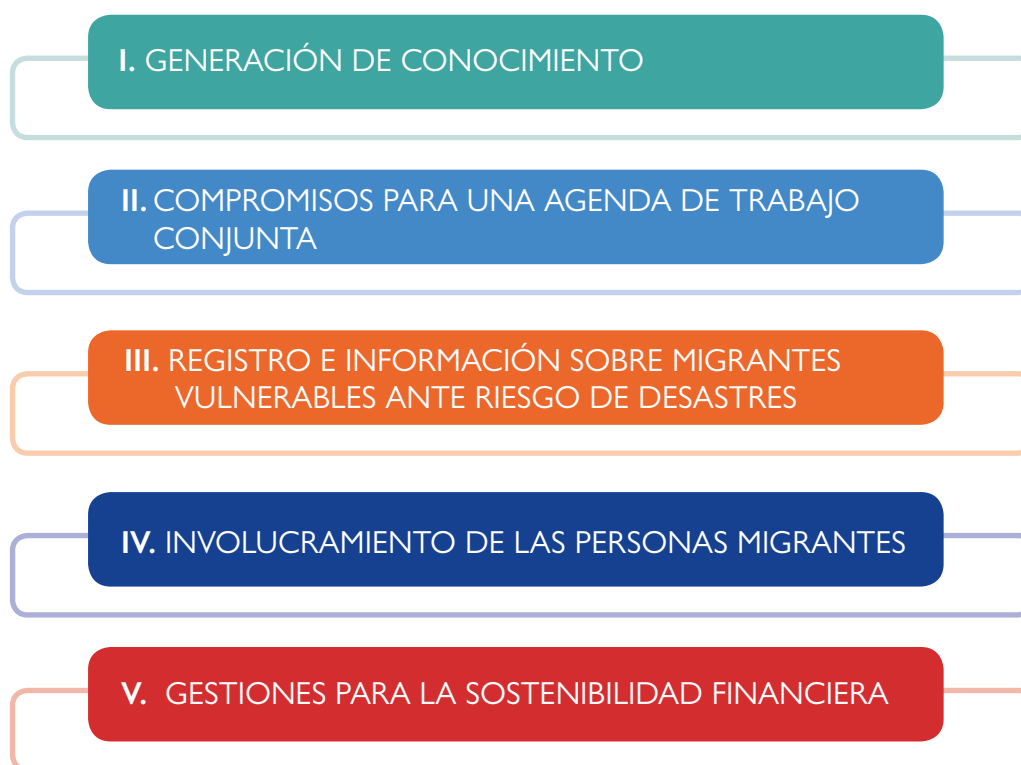 I. GENERACIÓN DE CONOCIMIENTO
II. COMPROMISOS PARA UNA AGENDA DE TRABAJO
CONJUNTA
III. REGISTRO E INFORMACIÓN SOBRE MIGRANTES
VULNERABLES ANTE RIESGO DE DESASTRES
IV. INVOLUCRAMIENTO DE LAS PERSONAS MIGRANTES
V. GESTIONES PARA LA SOSTENIBILIDAD FINANCIERA